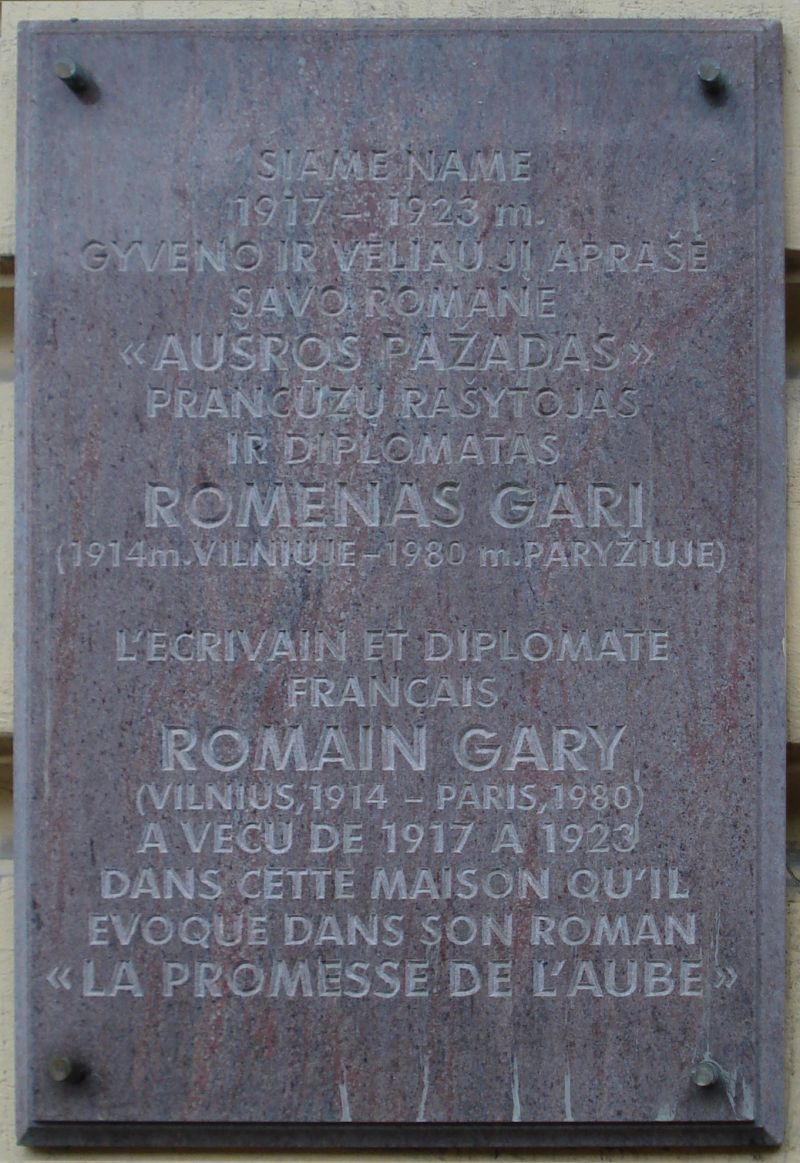 ŠIAME NAME
1917 – 1923 m.
GYVENO IR VĖLIAU JĮ APRAŠĖ
SAVO ROMANE
«AUŠROS PAŽADAS»
PRANCŪZŲ RAŠYTOJAS
IR DIPLOMATAS
ROMENAS GARI
(1914m.VILNIUJE–1980 m.PARYŽIUJE)
L'ECRIVAIN ET DIPLOMATE
FRANÇAIS
ROMAIN GARY
(VILNIUS,1914 – PARIS,1980)
A VECU DE 1917 A 1923
DANS CETTE MAISON QU'IL
EVOQUE DANS SON ROMAN
«LA PROMESSE DE L'AUBE»